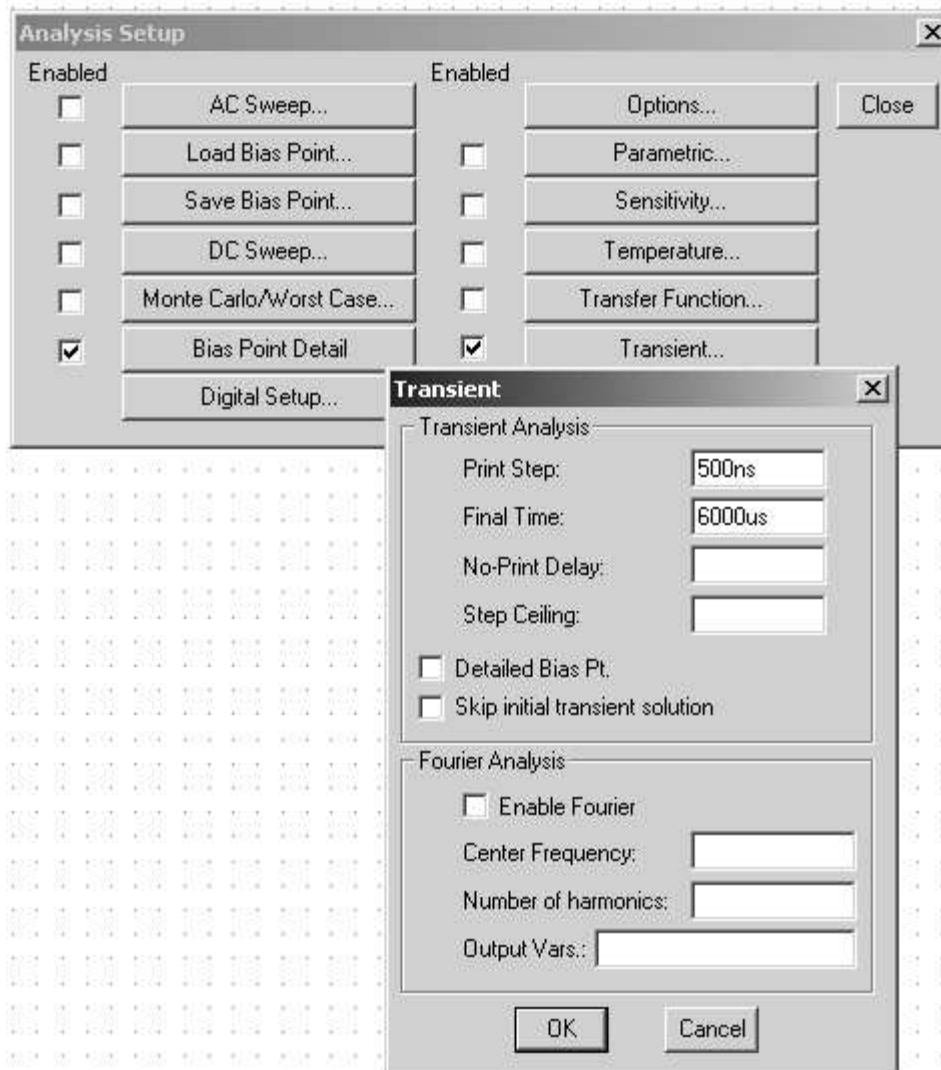 Analysis Setup
Enabled
Enabled
AC Sweep...
Options...
Close
Load Bias Point...
Parametric...
Save Bias Point...
Sensitivity...
DC Sweep...
Temperature...
Monte Carlo/Worst Case...
Transfer Function...
Bias Point Detail
Transient...
Digital Setup...
Transient
Transient Analysis
Print Step: 500ns
Final Time: 6000us
No-Print Delay:
Step Ceiling:
Detailed Bias Pt.
Skip initial transient solution
Fourier Analysis
Enable Fourier
Center Frequency:
Number of harmonics:
Output Vars.:
OK
Cancel